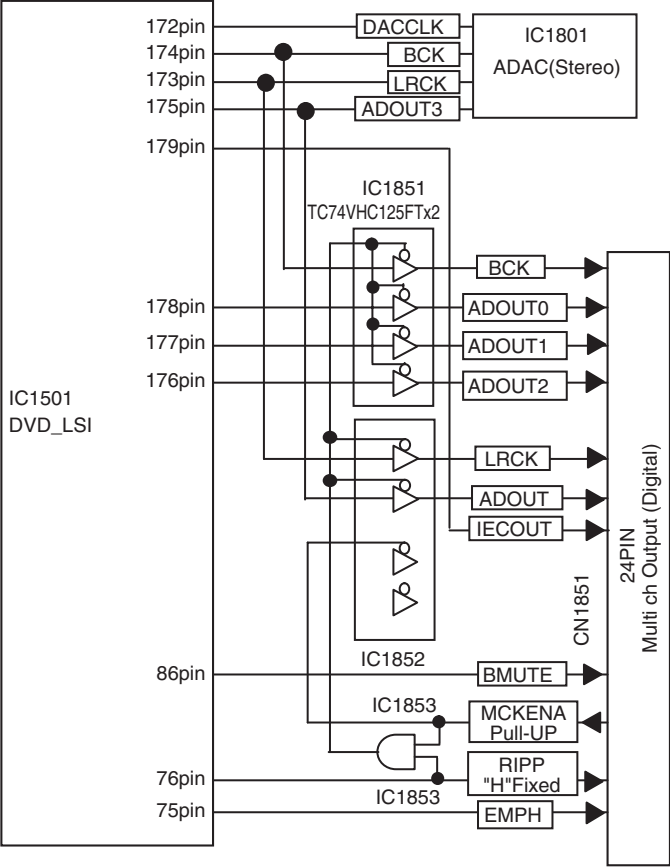 172pin
DACCLK
IC1801
ADAC(Stereo)
174pin
BCK
173pin
LRCK
175pin
ADOUT3
179pin
IC1851
TC74VHC125FTx2
BCK
178pin
ADOUT0
177pin
ADOUT1
176pin
ADOUT2
IC1501
DVD_LSI
LRCK
ADOUT
IECOUT
24PIN
Multi ch Output (Digital)
CN1851
IC1852
86pin
BMUTE
IC1853
MCKENA
Pull-UP
76pin
RIPP
"H"Fixed
IC1853
75pin
EMPH